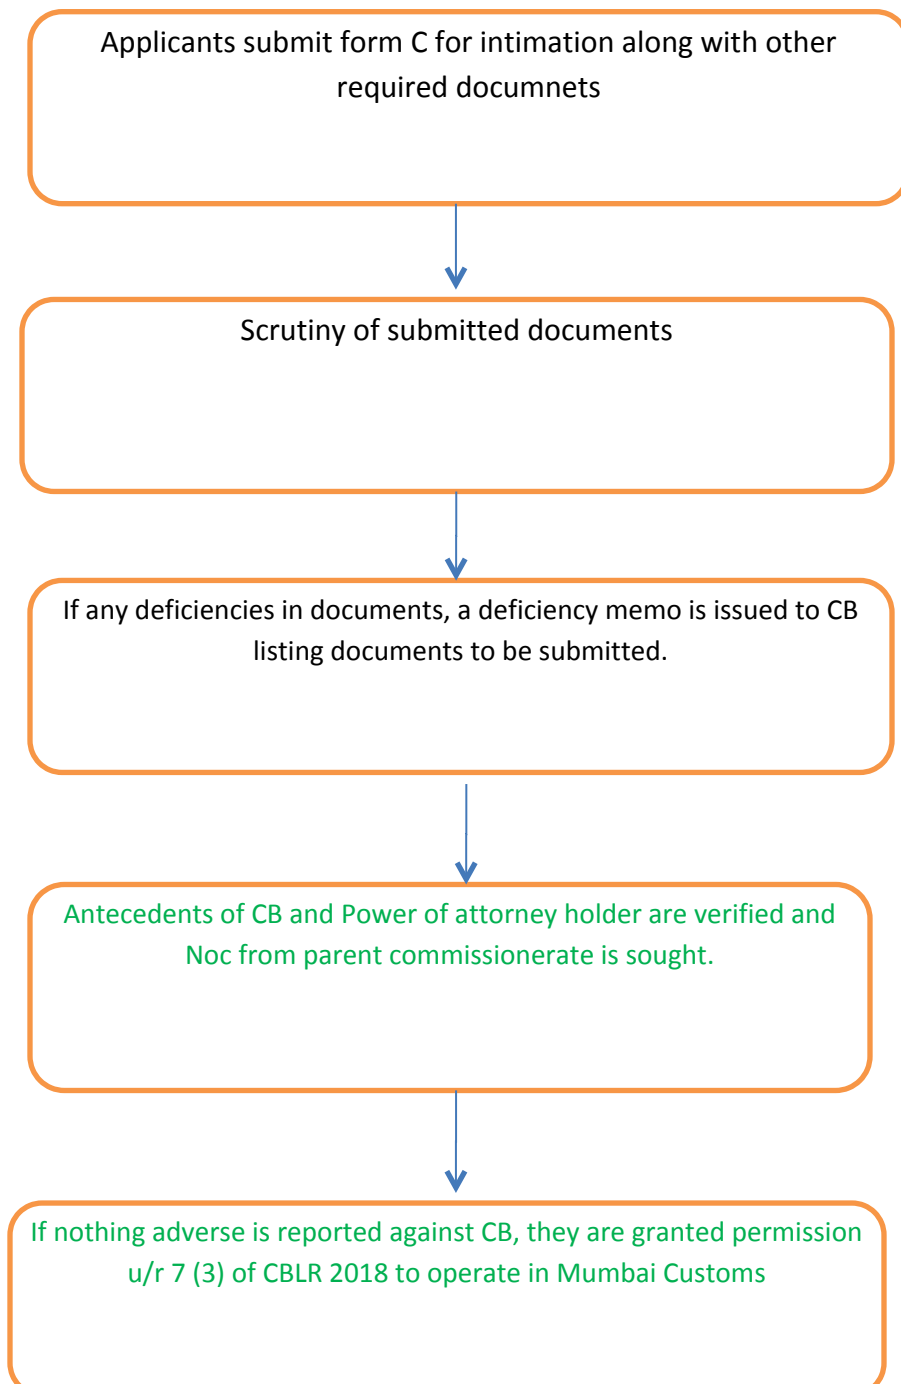 Applicants submit form C for intimation along with other
required documnets
Scrutiny of submitted documents
If any deficiencies in documents, a deficiency memo is issued to CB
listing documents to be submitted.
Antecedents of CB and Power of attorney holder are verified and
Noc from parent commissionerate is sought.
If nothing adverse is reported against CB, they are granted permission
u/r 7 (3) of CBLR 2018 to operate in Mumbai Customs